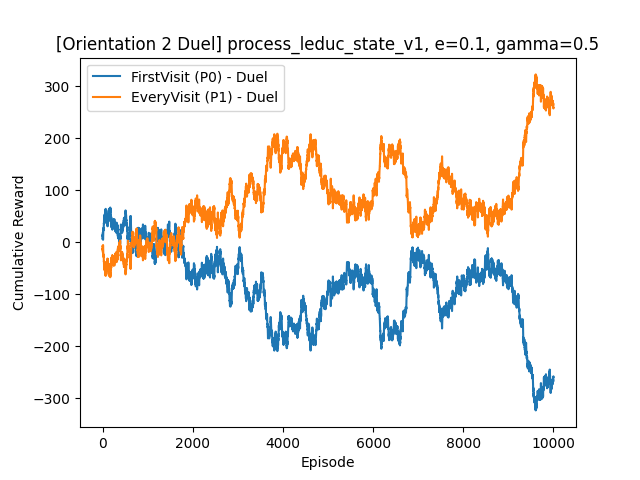 [Orientation 2 Duel] process_leduc_state_v1, e=0.1, gamma=0.5
FirstVisit (P0) - Duel
EveryVisit (P1) - Duel
300
200
100
0
−100
−200
−300
Cumulative Reward
0
2000
4000
6000
8000
10000
Episode